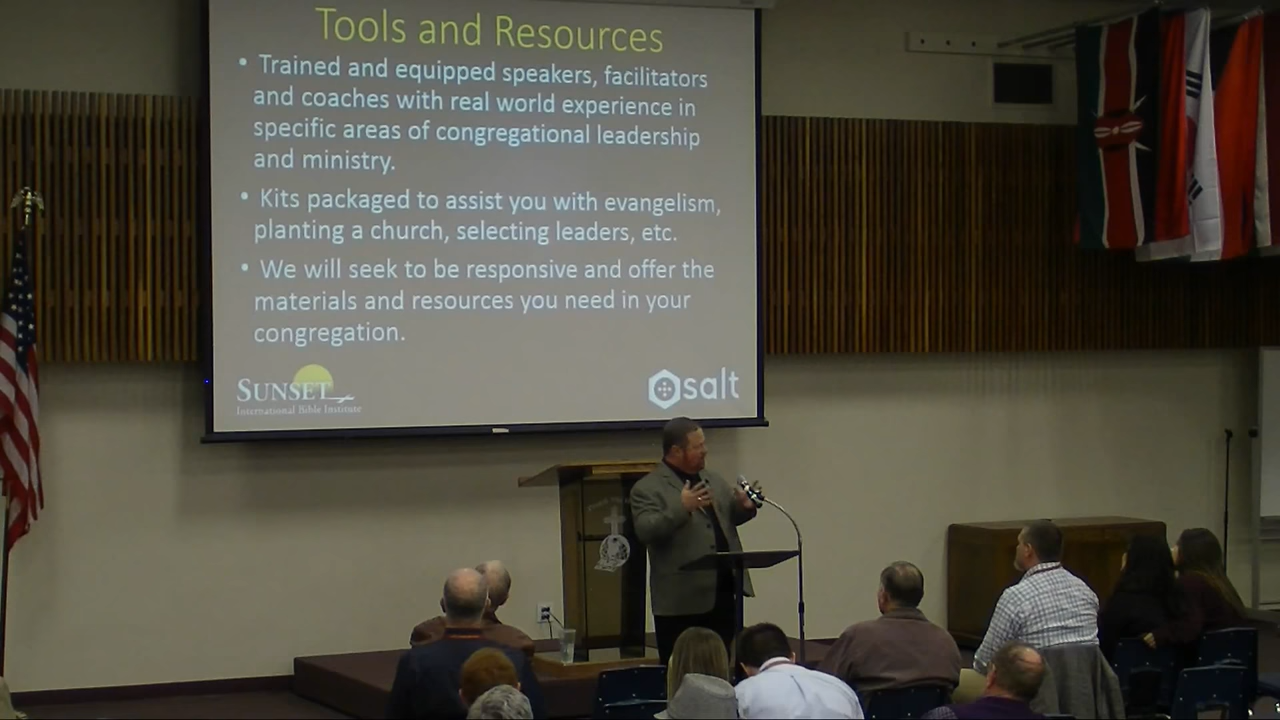 Tools and Resources
• Trained and equipped speakers, facilitators
and coaches with real world experience in
specific areas of congregational leadership
and ministry.
• Kits packaged to assist you with evangelism,
planting a church, selecting leaders, etc.
• We will seek to be responsive and offer the
materials and resources you need in your
congregation.
SUNSET
International Bible Institute
salt